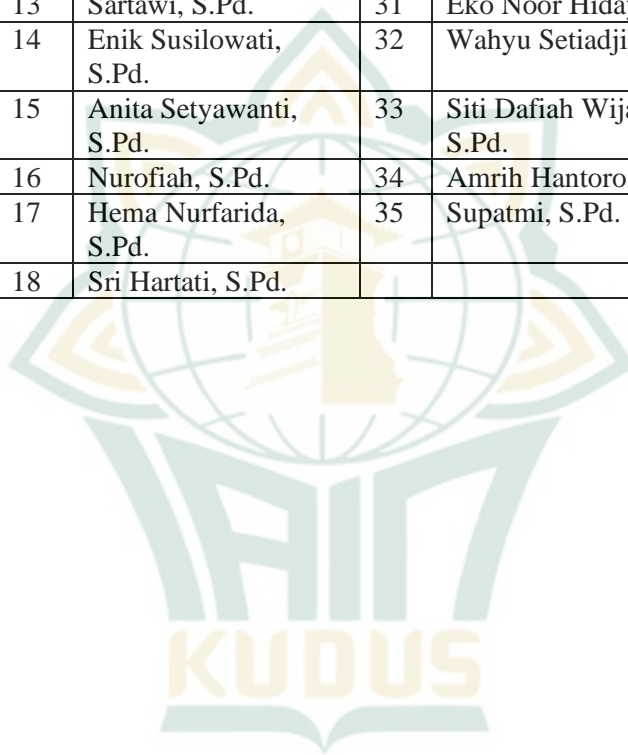 13 Sartawi, S.Pd. 31 Eko Noor
14 Enik Susilowati, 32 Wahyu Setiadji
S.Pd.
15 Anita Setyawanti, 33 Siti Dafiah
S.Pd. S.Pd.
16 Nurofiah, S.Pd. 34 Amrih Hantoro
17 Hema Nurfarida, 35 Supatmi, S.Pd.
S.Pd.
18 Sri Hartati, S.Pd.
IAIN
KUDUS